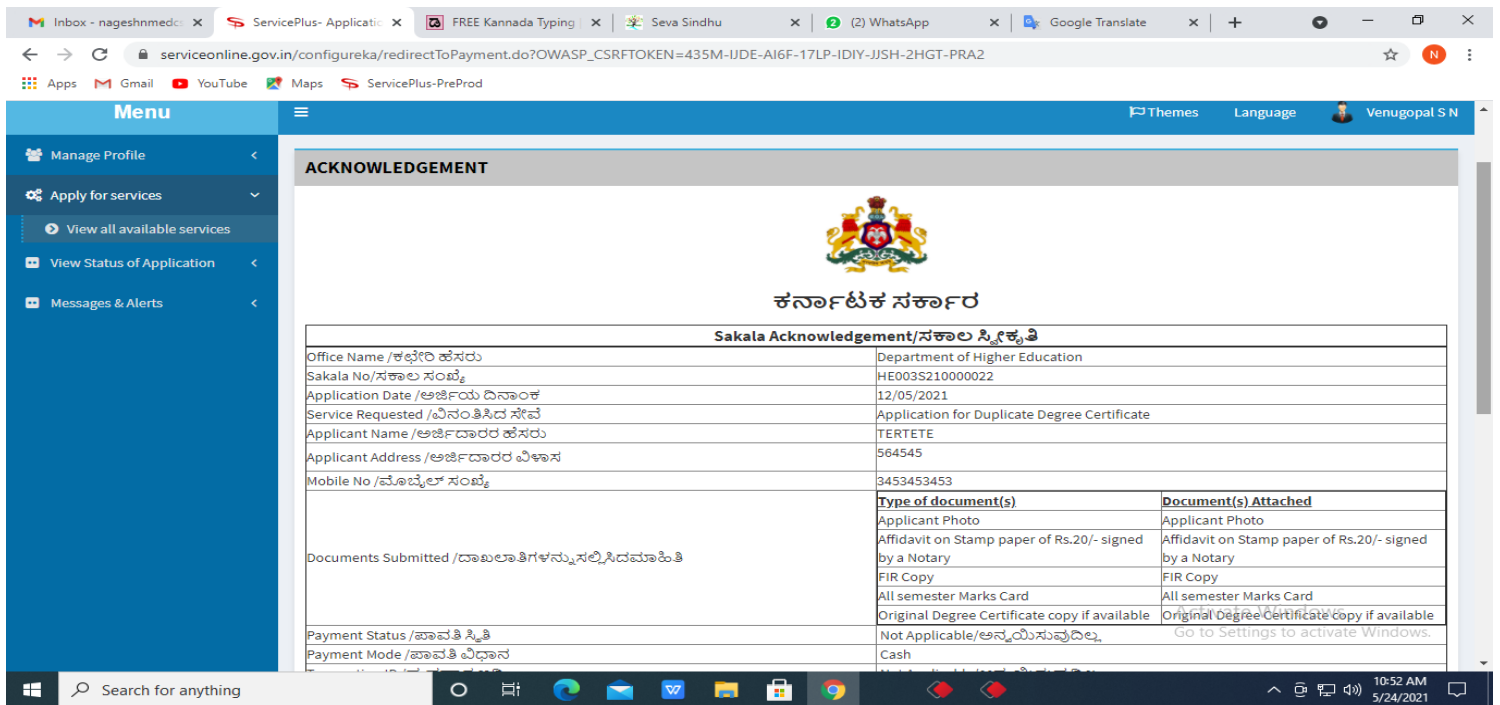 Inbox - nageshnmedcs
ServicePlus- Applicatic
FREE Kannada Typing
Seva Sindhu
(2) WhatsApp
Google Translate
serviceonline.gov.in/configureka/redirectToPayment.do?OWASP_CSRFTOKEN=435M-IJDE-AI6F-17LP-IDIY-JJSH-2HGT-PRA2
N
Apps Gmail YouTube Maps ServicePlus-PreProd
Menu
Themes Language Venugopal S N
Manage Profile
Apply for services
View all available services
View Status of Application
Messages & Alerts
ACKNOWLEDGEMENT
ಕರ್ನಾಟಕ ಸರ್ಕಾರ
Sakala Acknowledgement/ಸಕಾಲ ಸ್ವೀಕೃತಿ
Office Name /ಕಛೇರಿ ಹೆಸರು Department of Higher Education
Sakala No/ಸಕಾಲ ಸಂಖ್ಯೆ HE003S210000022
Application Date /ಅರ್ಜಿಯ ದಿನಾಂಕ 12/05/2021
Service Requested /ವಿನಂತಿಸಿದ ಸೇವೆ Application for Duplicate Degree Certificate
Applicant Name /ಅರ್ಜಿದಾರರ ಹೆಸರು TERTETE
Applicant Address /ಅರ್ಜಿದಾರರ ವಿಳಾಸ 564545
Mobile No /ಮೊಬೈಲ್ ಸಂಖ್ಯೆ 3453453453
Documents Submitted /ದಾಖಲಾತಿಗಳನ್ನು ಸಲ್ಲಿಸಿದಮಾಹಿತಿ
Type of document(s) Document(s) Attached
Applicant Photo Applicant Photo
Affidavit on Stamp paper of Rs.20/- signed Affidavit on Stamp paper of Rs.20/- signed
by a Notary by a Notary
FIR Copy FIR Copy
All semester Marks Card All semester Marks Card
Original Degree Certificate copy if available Original Degree Certificate copy if available
Payment Status /ಪಾವತಿ ಸ್ಥಿತಿ Not Applicable/ಅನ್ವಯಿಸುವುದಿಲ್ಲ
Payment Mode /ಪಾವತಿ ವಿಧಾನ Cash
Activate Windows
Go to Settings to activate Windows.
Search for anything
10:52 AM
5/24/2021